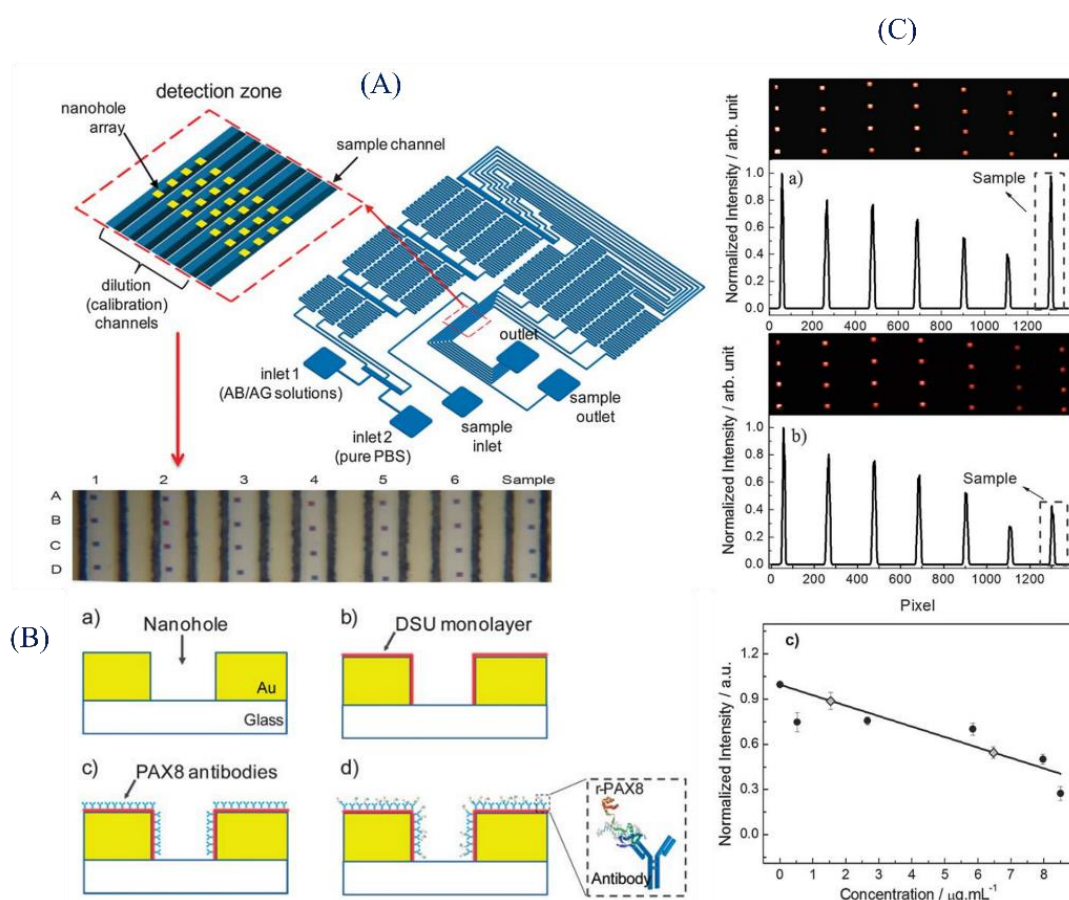 (C)
(A)
detection zone
nanohole
array
sample channel
dilution
(calibration)
channels
inlet 1
(AB/AG solutions)
inlet 2
(pure PBS)
sample
inlet
outlet
sample
outlet
1 2 3 4 5 6 Sample
A
B
C
D
(B)
a)
Nanohole
Au
Glass
b)
DSU monolayer
c)
PAX8 antibodies
d)
r-PAX8
Antibody
Normalized Intensity / arb. unit
1.0
0.8
0.6
0.4
0.2
0.0
a)
Sample
0 200 400 600 800 1000 1200
Normalized Intensity / arb. unit
1.0
0.8
0.6
0.4
0.2
0.0
b)
Sample
0 200 400 600 800 1000 1200
Pixel
Normalized Intensity / a.u.
1.2
0.9
0.6
0.3
0.0
c)
0 1 2 3 4 5 6 7 8
Concentration / µg.mL⁻¹